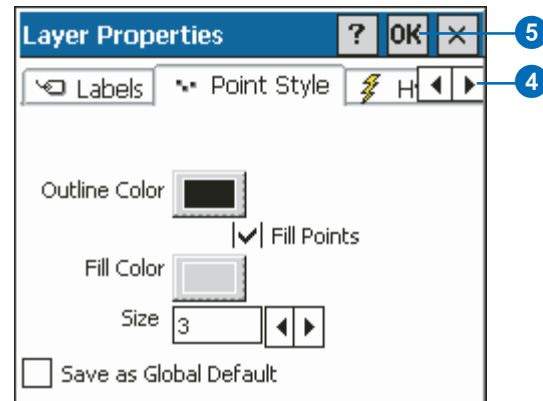 Layer Properties ? OK ×
5
Labels Point Style H
4
Outline Color
Fill Points
Fill Color
Size 3
Save as Global Default